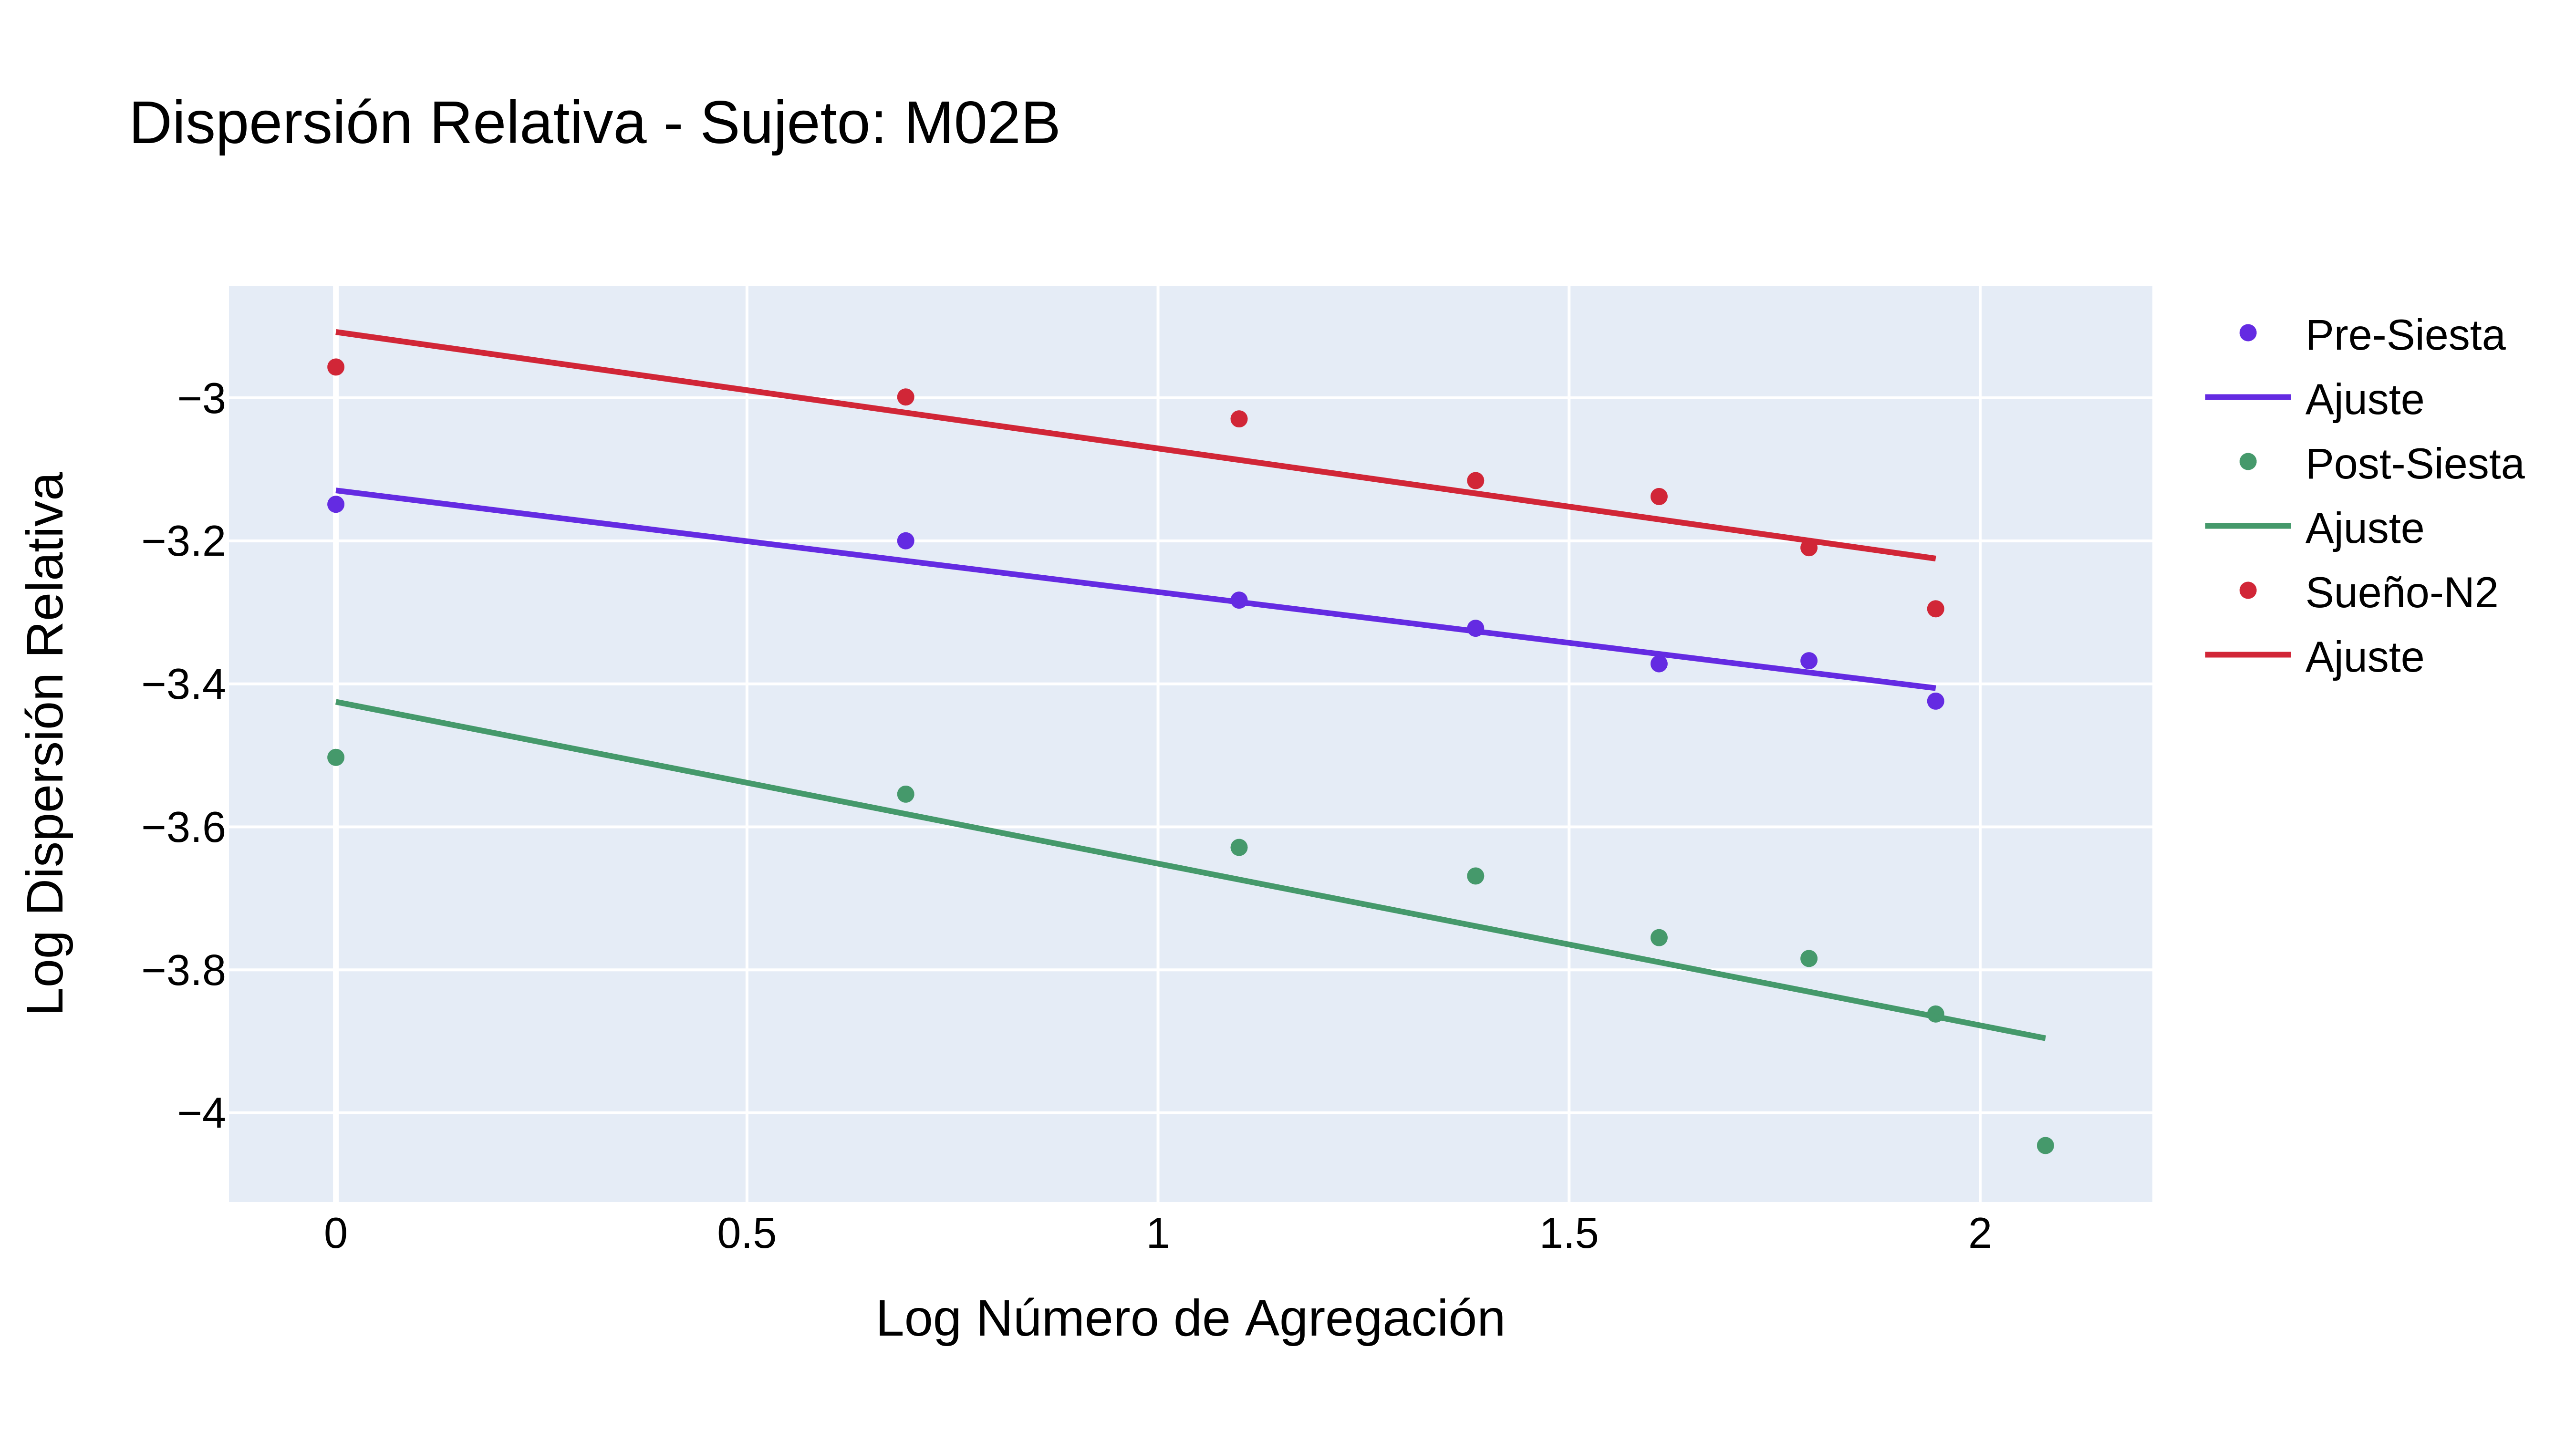 Dispersión Relativa - Sujeto: M02B
Log Dispersión Relativa
−3
−3.2
−3.4
−3.6
−3.8
−4
0
0.5
1
1.5
2
Log Número de Agregación
Pre-Siesta
Ajuste
Post-Siesta
Ajuste
Sueño-N2
Ajuste